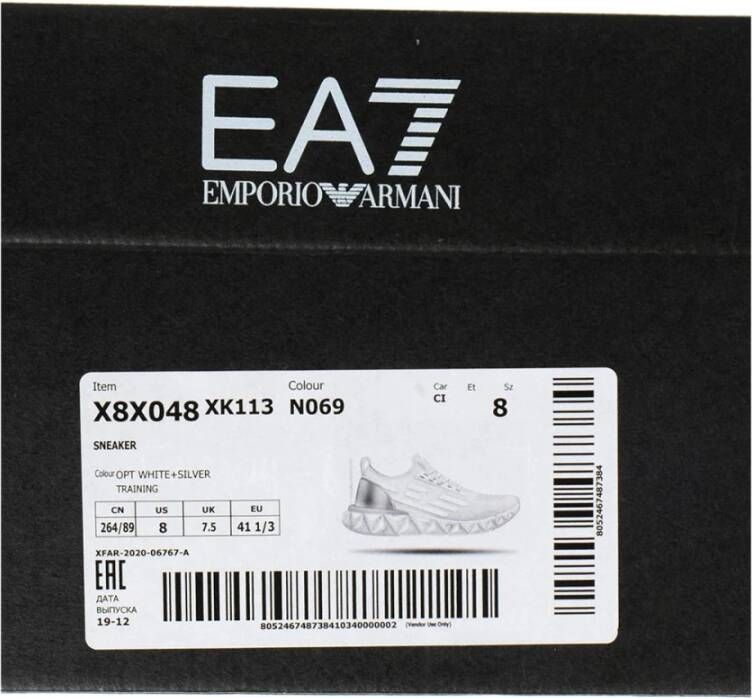 EA7
EMPORIO ARMANI
Item Colour Car Et Sz
X8X048 XK113 N069 CI 8
SNEAKER
Colour OPT WHITE+SILVER
TRAINING
CN US UK EU
264/89 8 7.5 41 1/3
XFAR-2020-06767-A
EAC
ДАТА
ВЫПУСКА
19-12
8052467487384
805246748738410340000002 (Vendor Use Only)